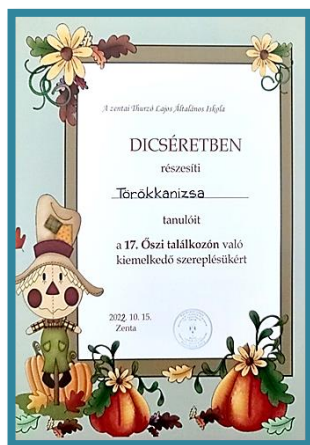 A zentai Thurzó Lajos Általános Iskola
DICSÉRETBEN
részesíti
Törökkanizsa
tanulóit
a 17. Őszi találkozón való
kiemelkedő szereplésükért
2022. 10. 15.
Zenta